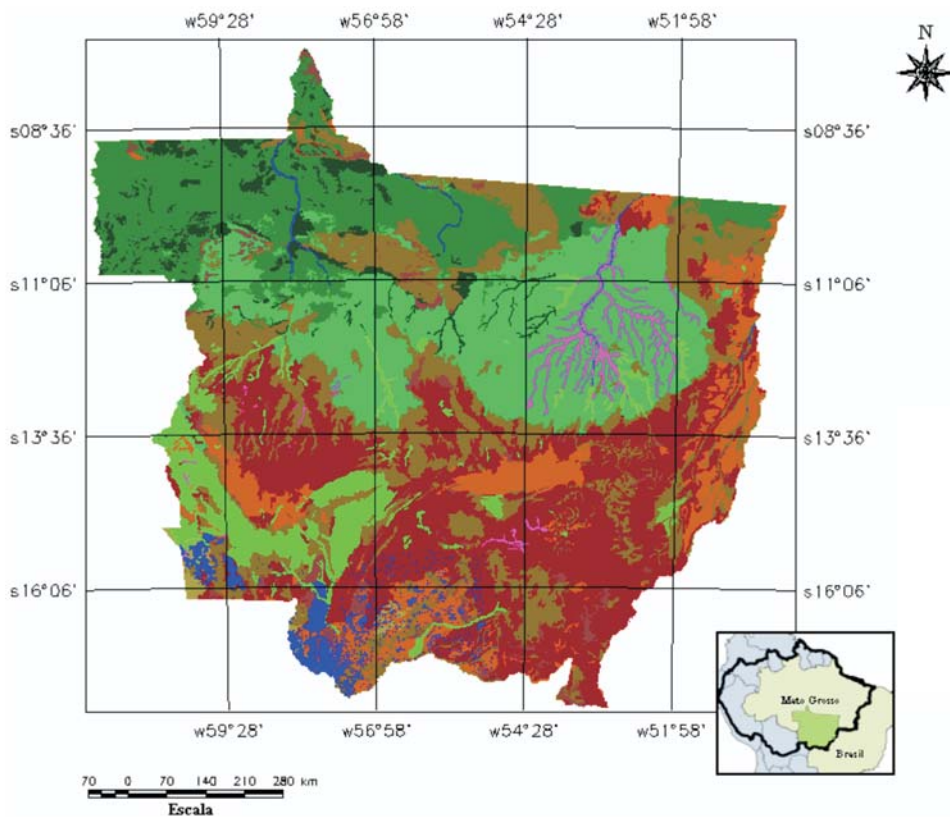 w59°28' w56°58' w54°28' w51°58'
N
s08°36' s08°36'
s11°06' s11°06'
s13°36' s13°36'
s16°06' s16°06'
Mato Grosso
Brasil
w59°28' w56°58' w54°28' w51°58'
70 0 70 140 210 280 km
Escala